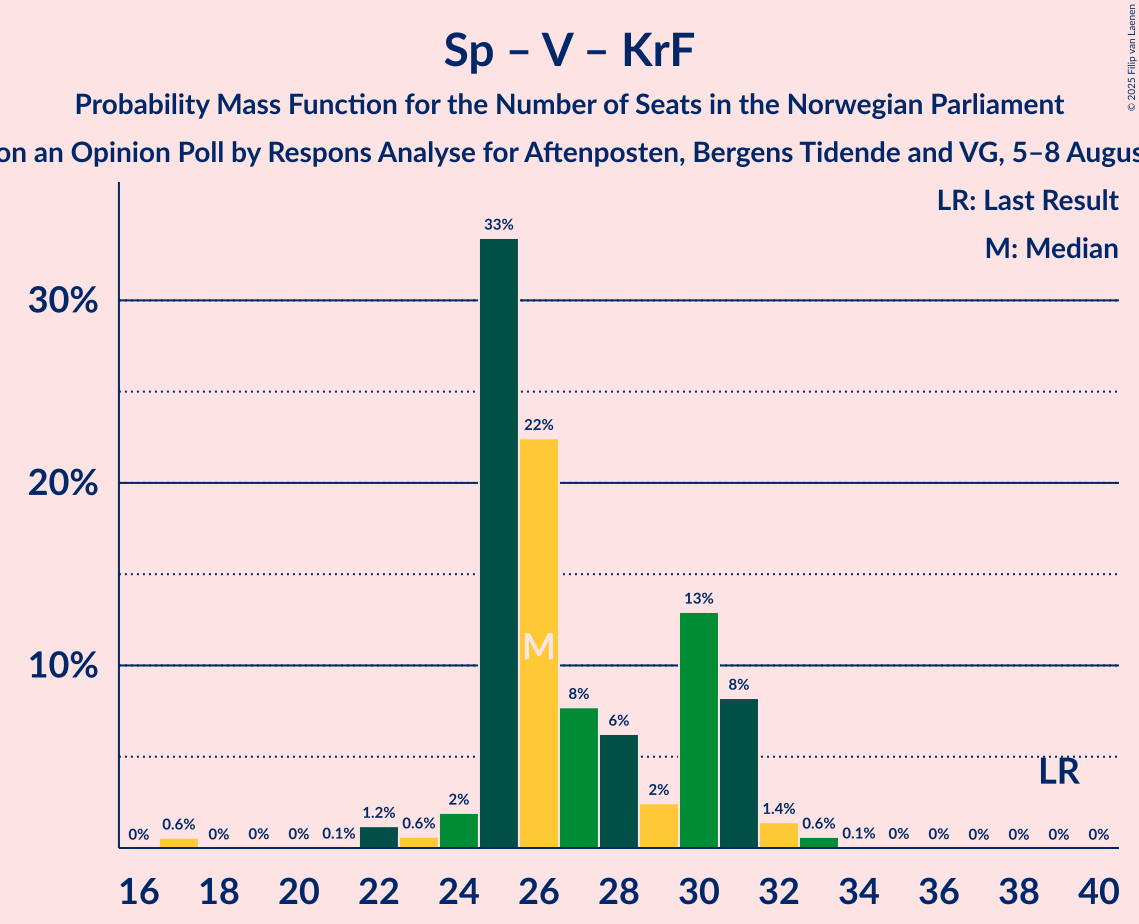 Sp – V – KrF
Probability Mass Function for the Number of Seats in the Norwegian Parliament
on an Opinion Poll by Respons Analyse for Aftenposten, Bergens Tidende and VG, 5–8 Augus
© 2025 Filip van Laenen
LR: Last Result
M: Median
30%
20%
10%
0% 0.6% 0% 0% 0% 0.1% 1.2% 0.6% 2% 33% 22% 8% 6% 2% 13% 8% 1.4% 0.6% 0.1% 0% 0% 0% 0% 0% 0%
M
LR
16 18 20 22 24 26 28 30 32 34 36 38 40